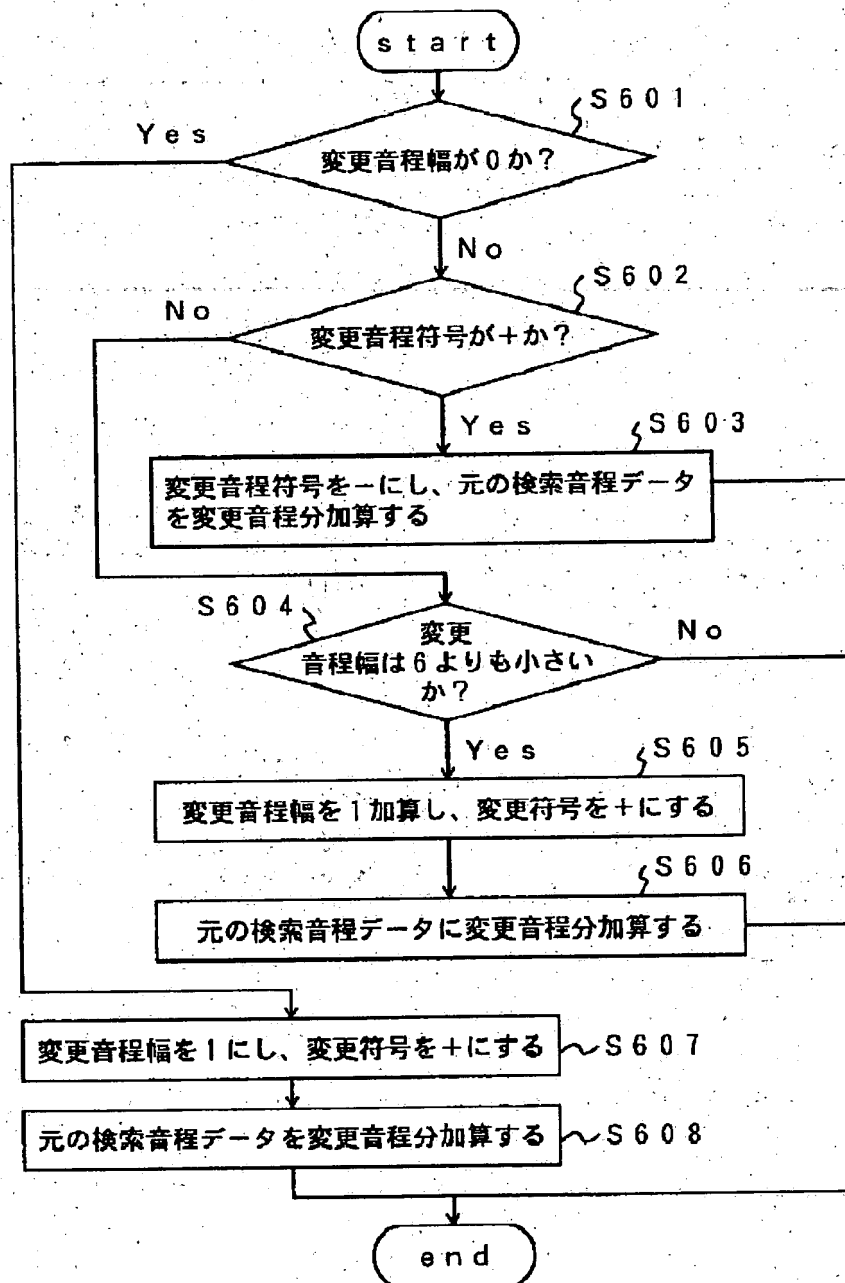 start
S601
Yes
変更音程幅が0か?
No
S602
No
変更音程符号が+か?
Yes
S603
変更音程符号を-にし、元の検索音程データ
を変更音程分加算する
S604
変更
音程幅は6よりも小さい
か?
No
Yes
S605
変更音程幅を1加算し、変更符号を+にする
S606
元の検索音程データに変更音程分加算する
変更音程幅を1にし、変更符号を+にする
S607
元の検索音程データを変更音程分加算する
S608
end